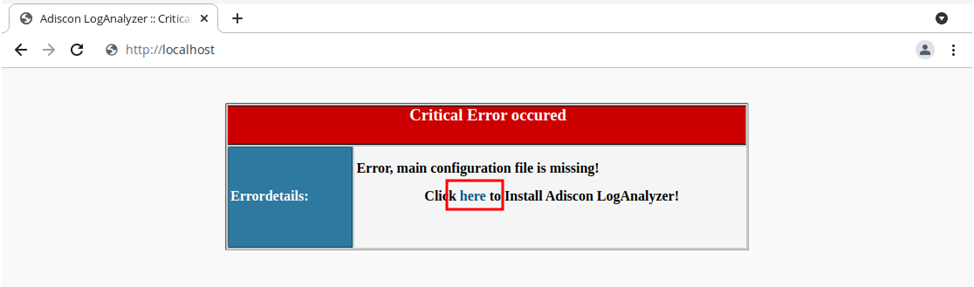 Adiscon LogAnalyzer :: Critical
http://localhost
Critical Error occured
Errordetails:
Error, main configuration file is missing!
Click here to Install Adiscon LogAnalyzer!